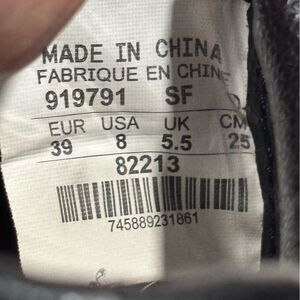 MADE IN CHINA
FABRIQUE EN CHINE
919791 SF
EUR USA UK CM
39 8 5.5 25
82213
745889231861